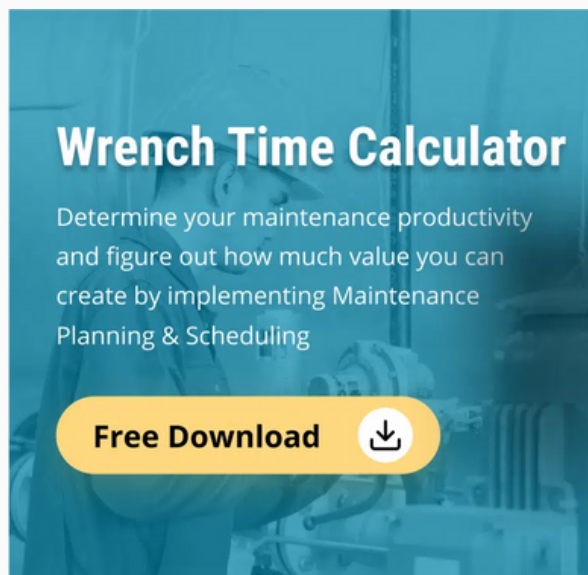 Wrench Time Calculator
Determine your maintenance productivity
and figure out how much value you can
create by implementing Maintenance
Planning & Scheduling
Free Download